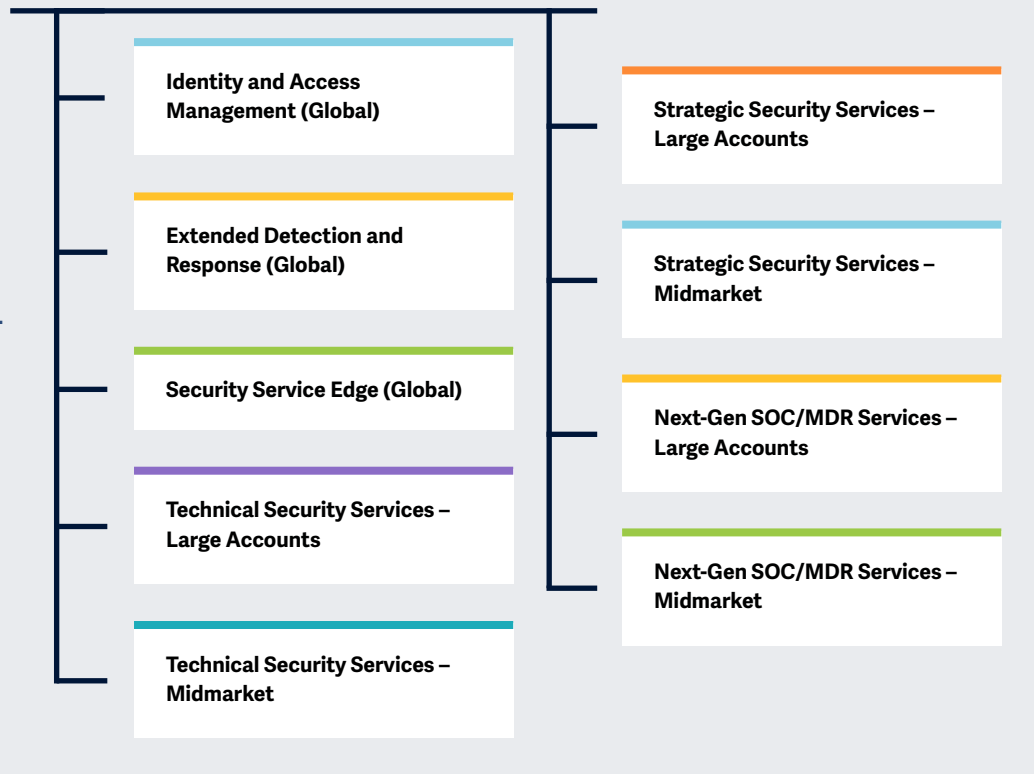 Identity and Access
Management (Global)
Extended Detection and
Response (Global)
Security Service Edge (Global)
Technical Security Services –
Large Accounts
Technical Security Services –
Midmarket
Strategic Security Services –
Large Accounts
Strategic Security Services –
Midmarket
Next-Gen SOC/MDR Services –
Large Accounts
Next-Gen SOC/MDR Services –
Midmarket